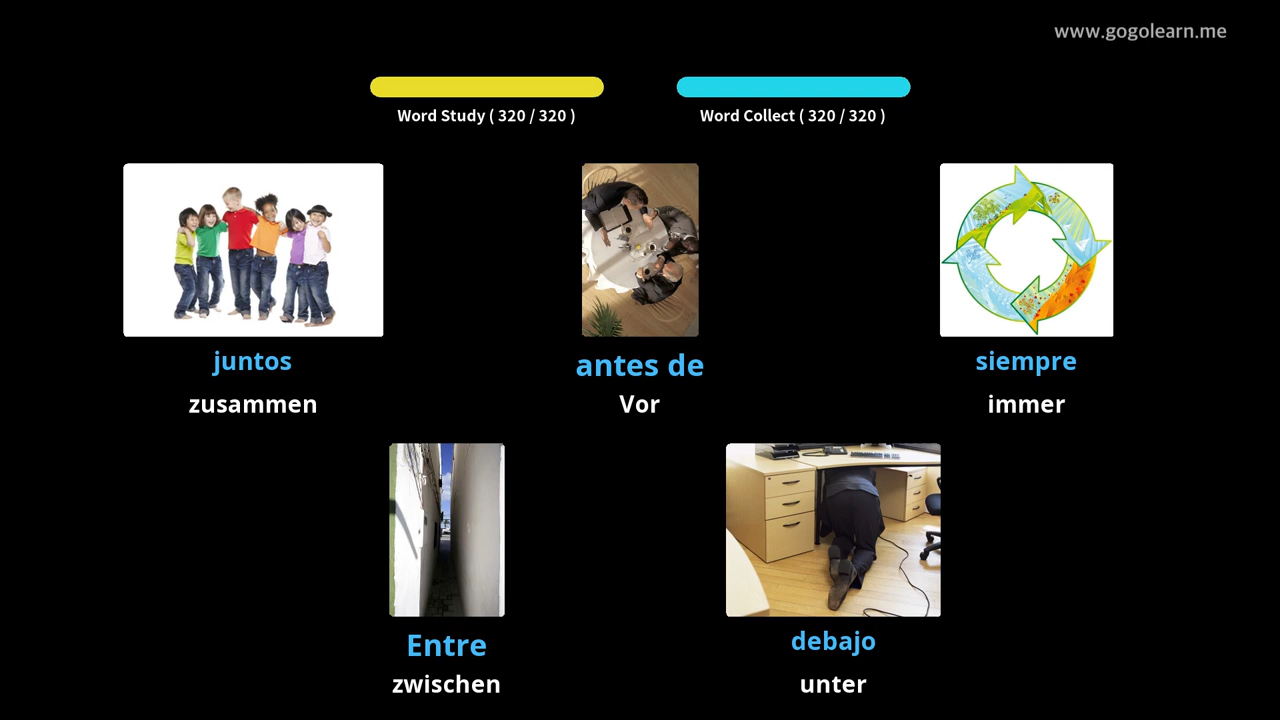 www.gogolearn.me
Word Study ( 320 / 320 )
Word Collect ( 320 / 320 )
juntos
zusammen
antes de
Vor
siempre
immer
Entre
zwischen
debajo
unter